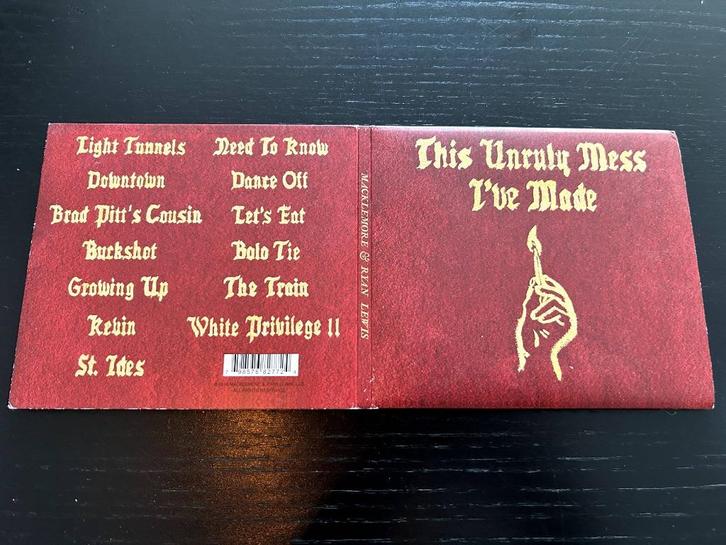 Light Tunnels
Downtown
Brad Pitt's Cousin
Buckshot
Growing Up
Kevin
St. Ides
Need To Know
Dance Off
Let's Eat
Bolo Tie
The Train
White Privilege II
MACKLEMORE & RYAN LEWIS
This Unruly Mess
I've Made